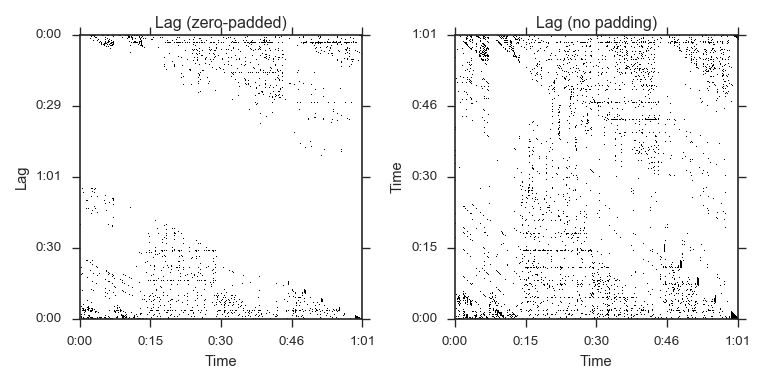 Lag (zero-padded) Lag (no padding)
0:00 1:01
0:29 0:46
Lag 1:01 Time 0:30
0:30 0:15
0:00 0:00
0:00 0:15 0:30 0:46 1:01 0:00 0:15 0:30 0:46 1:01
Time Time